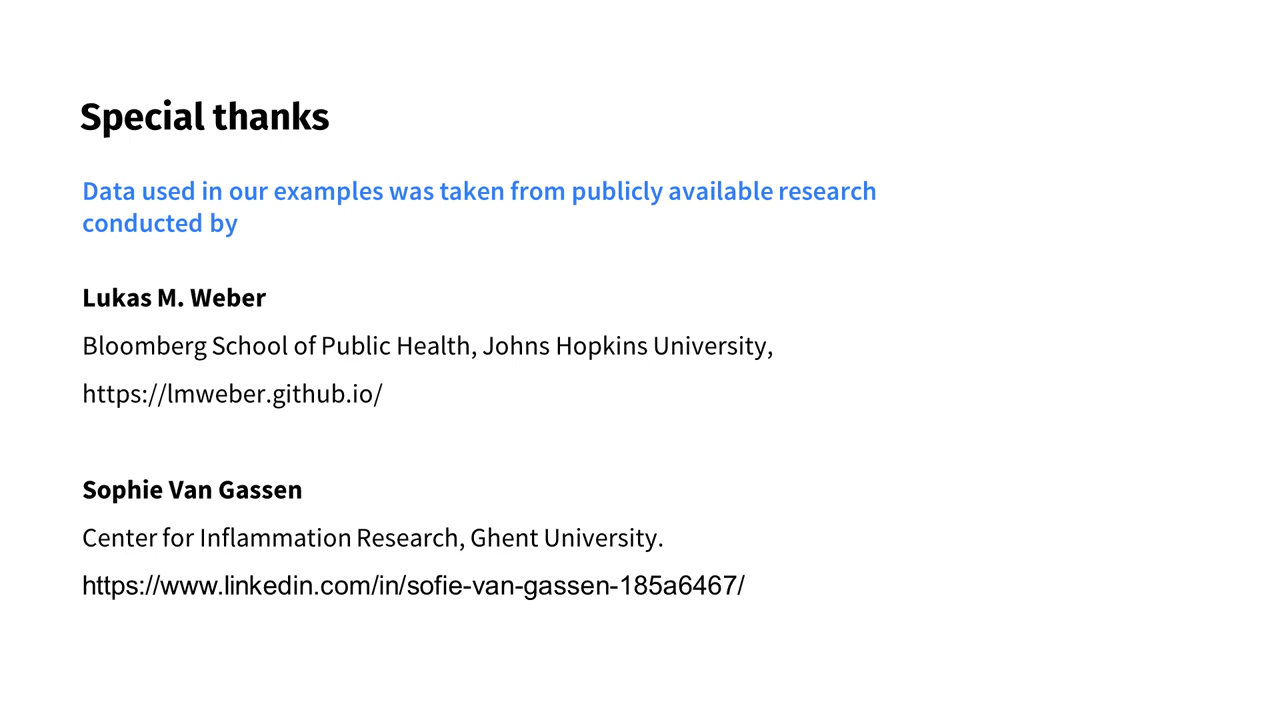 Special thanks
Data used in our examples was taken from publicly available research
conducted by
Lukas M. Weber
Bloomberg School of Public Health, Johns Hopkins University,
https://lmweber.github.io/
Sophie Van Gassen
Center for Inflammation Research, Ghent University.
https://www.linkedin.com/in/sofie-van-gassen-185a6467/